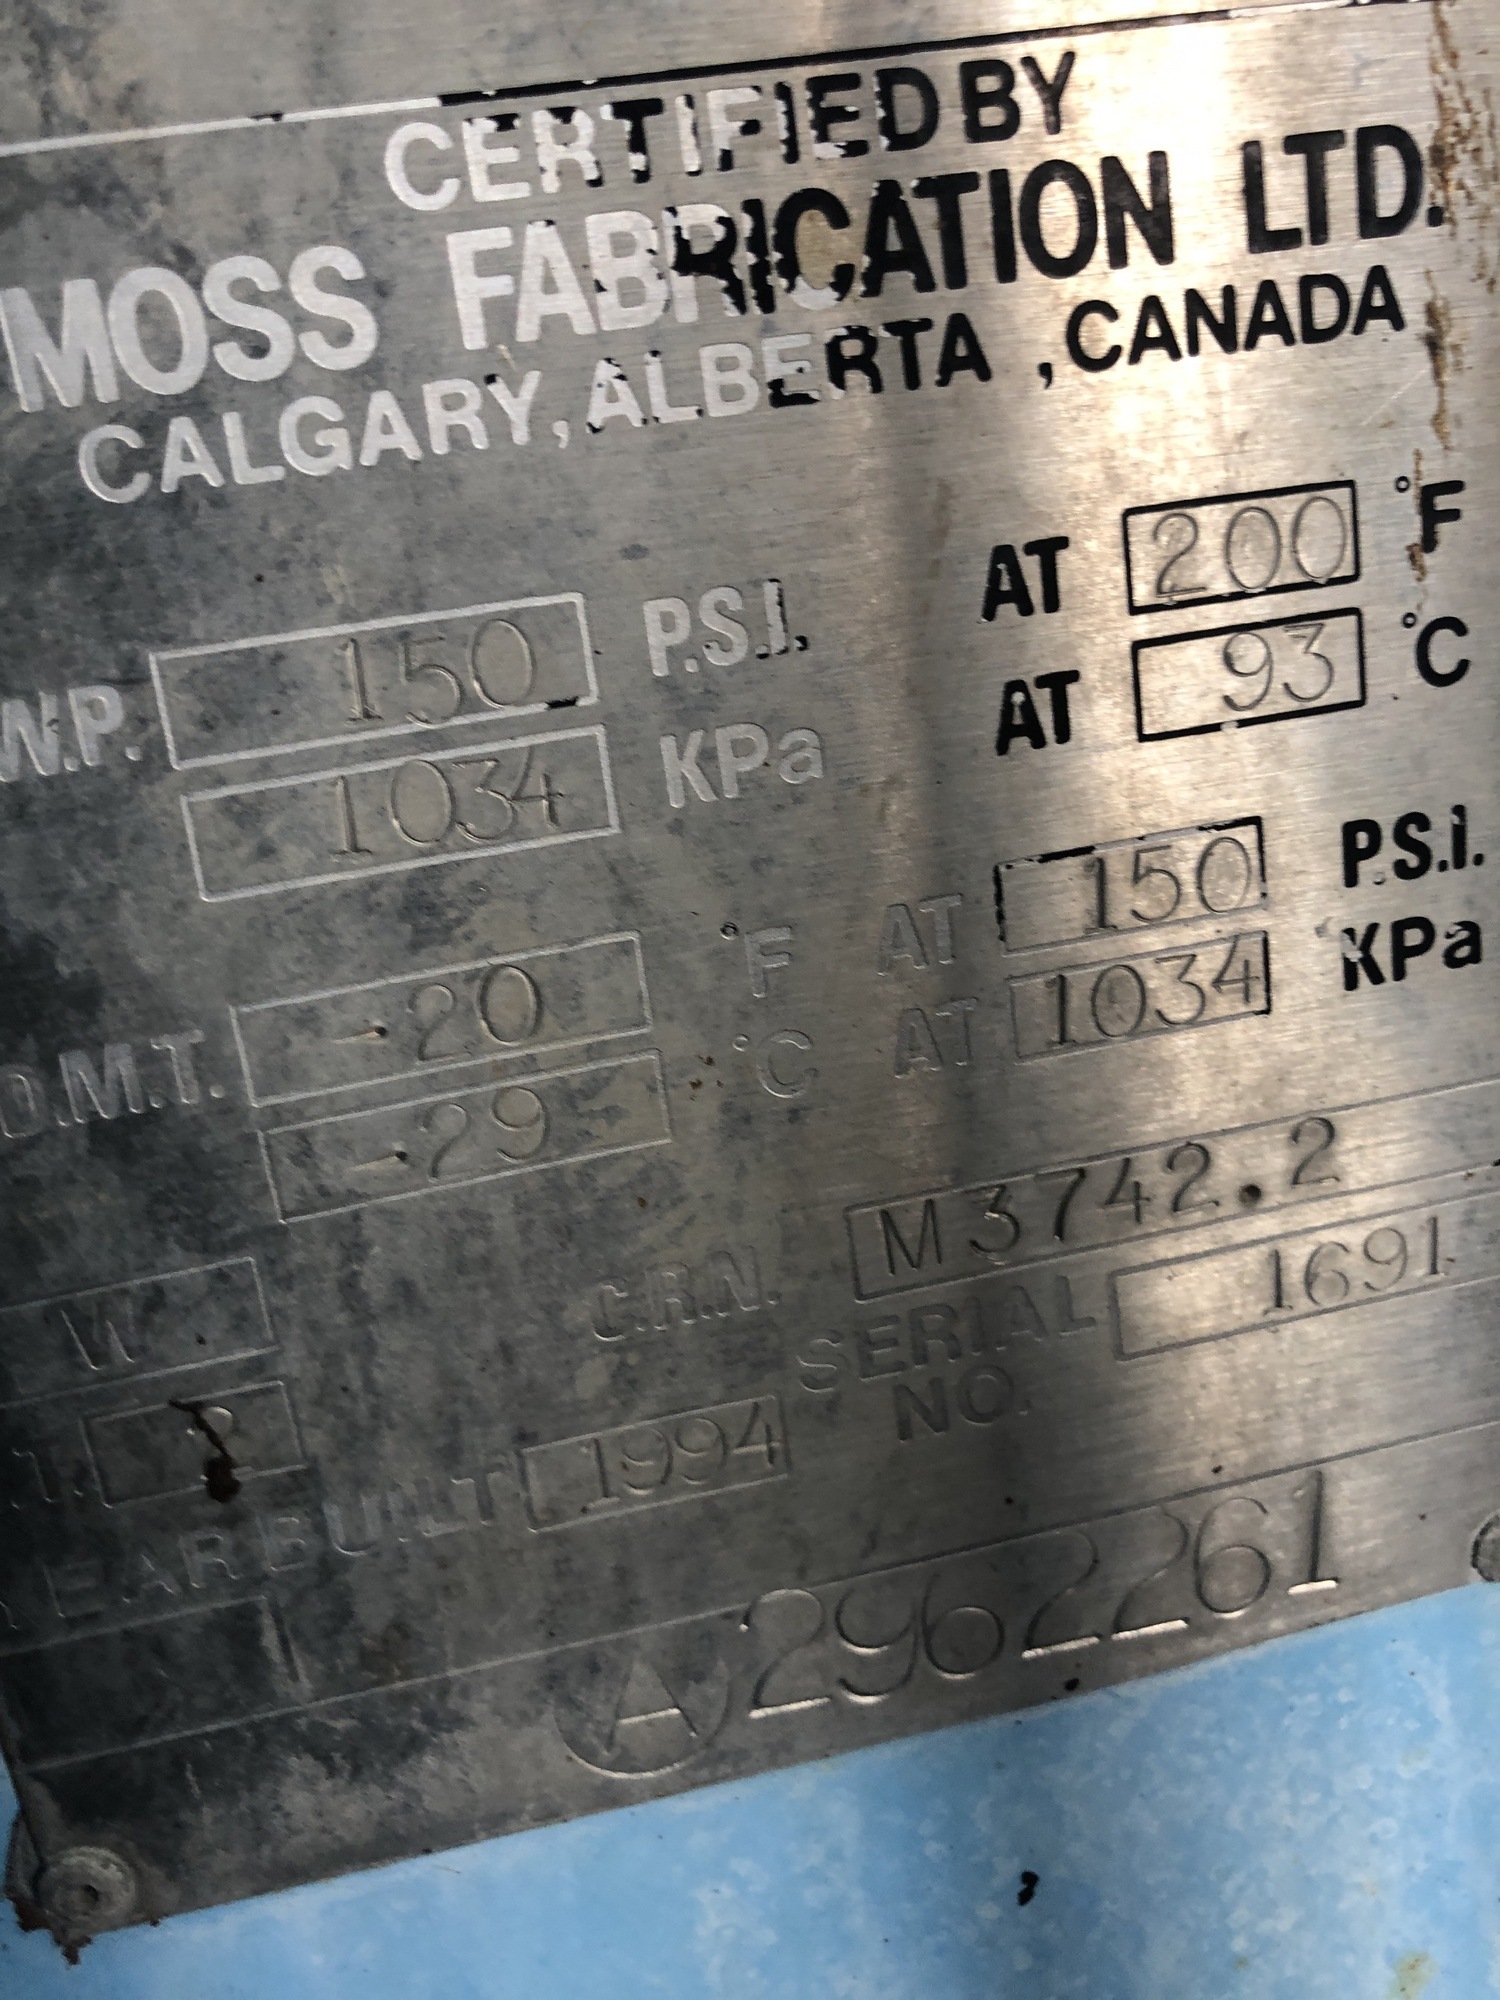 CERTIFIED BY
MOSS FABRICATION LTD.
CALGARY, ALBERTA , CANADA
W.P. 150 P.S.I. AT 200 °F
1034 KPa AT 93 °C
D.M.T. -20 °F AT 150 P.S.I.
-29 °C AT 1034 KPa
W C.R.N. M3742.2
.T. SERIAL NO. 1691
YEAR BUILT 1994
A 2962261